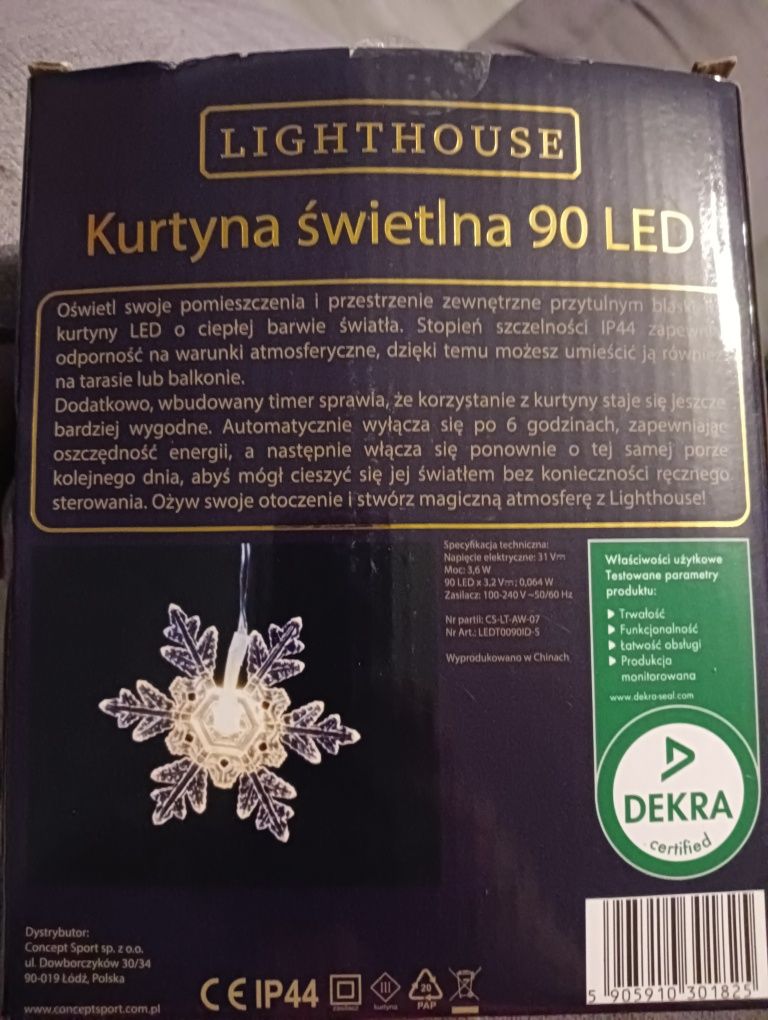 LIGHTHOUSE
Kurtyna świetlna 90 LED
Oświetl swoje pomieszczenia i przestrzenie zewnętrzne przytulnym
kurtyny LED o ciepłej barwie światła. Stopień szczelności IP44
odporność na warunki atmosferyczne, dzięki temu możesz umieścić ją również
na tarasie lub balkonie.
Dodatkowo, wbudowany timer sprawia, że korzystanie z kurtyny staje się jeszcze
bardziej wygodne. Automatycznie wyłącza się po 6 godzinach, zapewniając
oszczędność energii, a następnie włącza się ponownie o tej samej porze
kolejnego dnia, abyś mógł cieszyć się jej światłem bez konieczności ręcznego
sterowania. Ożyw swoje otoczenie i stwórz magiczną atmosferę z Lighthouse!
Specyfikacja techniczna:
Napięcie elektryczne: 31 V⎓
Moc: 3,6 W
90 LED x 3,2 V⎓; 0,064 W
Zasilacz: 100-240 V ~50/60 Hz
Nr partii: CS-LT-AW-07
Nr Art.: LEDT0090ID-S
Wyprodukowano w Chinach
Właściwości użytkowe
Testowane parametry
produktu:
Trwałość
Funkcjonalność
Łatwość obsługi
Produkcja
monitorowana
www.dekra-seal.com
DEKRA
certified
Dystrybutor:
Concept Sport sp. z o.o.
ul. Dowborczyków 30/34
90-019 Łódź, Polska
www.conceptsport.com.pl
CE IP44
zasilacz
III
kurtyna
20
PAP
5 905910 301825